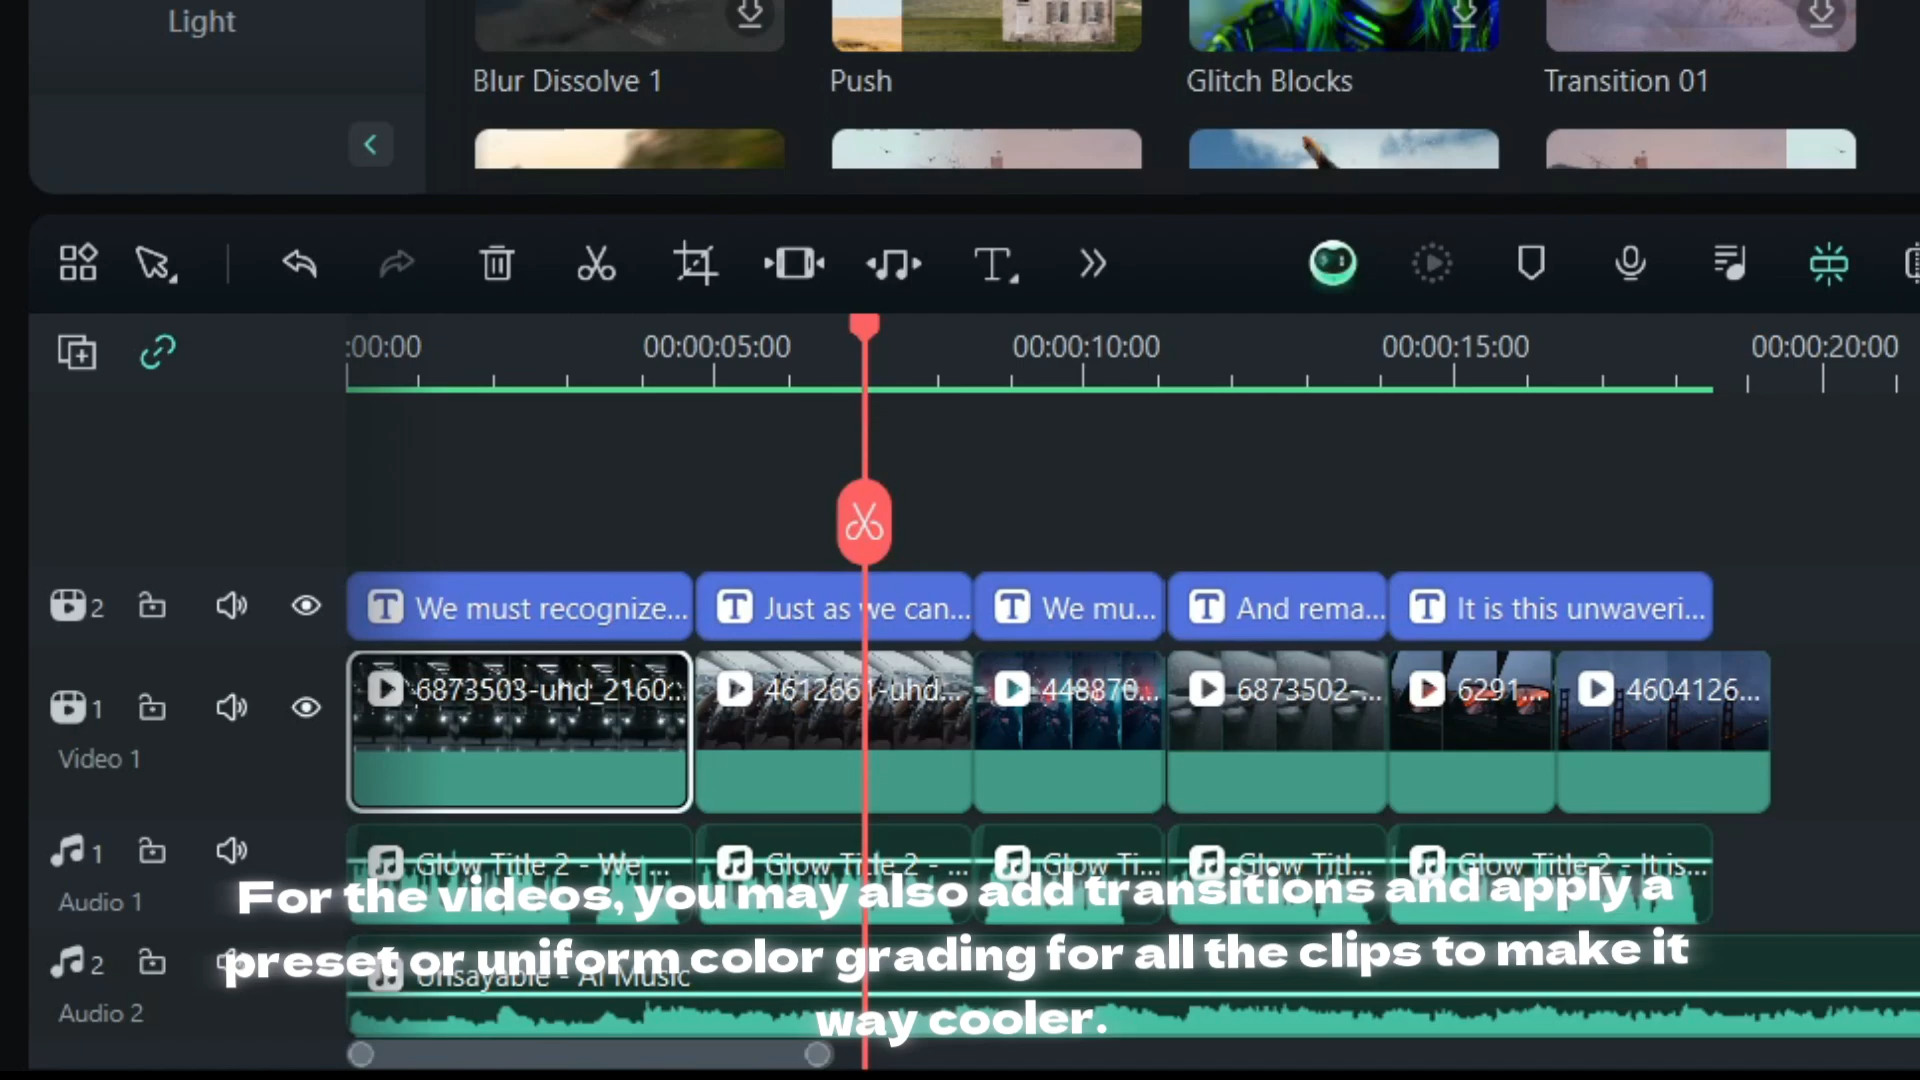 Light
Blur Dissolve 1
Push
Glitch Blocks
Transition 01
:00:00
00:00:05:00
00:00:10:00
00:00:15:00
00:00:20:00
2
We must recognize...
Just as we can...
We mu...
And rema...
It is this unwaveri...
1
6873503-uhd_2160...
4612661-uhd...
448870...
6873502-...
6291...
4604126...
Video 1
1
Glow Title 2 - We ...
Glow Title 2 - ...
Glow Ti...
Glow Titl...
Glow Title 2 - It is...
Audio 1
2
Unsayable - AI Music
Audio 2
For the videos, you may also add transitions and apply a
preset or uniform color grading for all the clips to make it
way cooler.